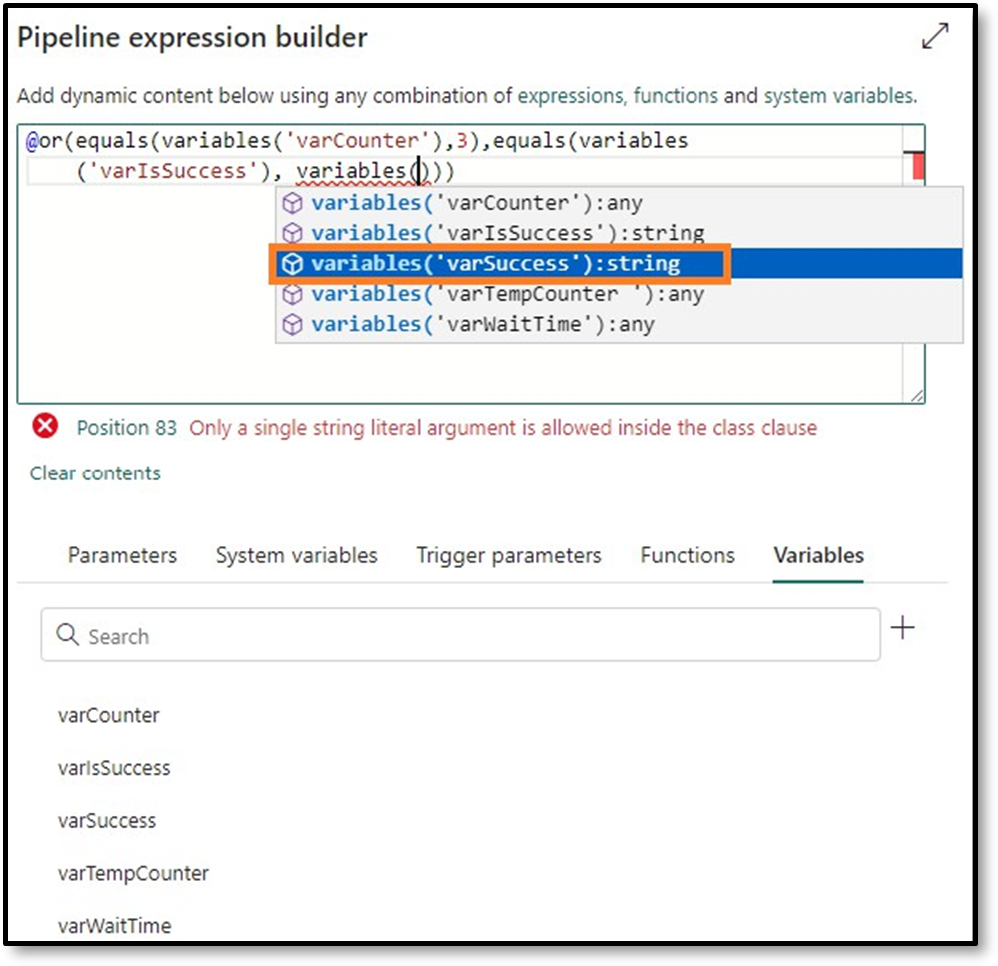 Pipeline expression builder
Add dynamic content below using any combination of expressions, functions and system variables.
@or(equals(variables('varCounter'),3),equals(variables
('varIsSuccess'), variables()))
variables('varCounter'):any
variables('varIsSuccess'):string
variables('varSuccess'):string
variables('varTempCounter '):any
variables('varWaitTime'):any
Position 83 Only a single string literal argument is allowed inside the class clause
Clear contents
Parameters System variables Trigger parameters Functions Variables
Search
varCounter
varIsSuccess
varSuccess
varTempCounter
varWaitTime